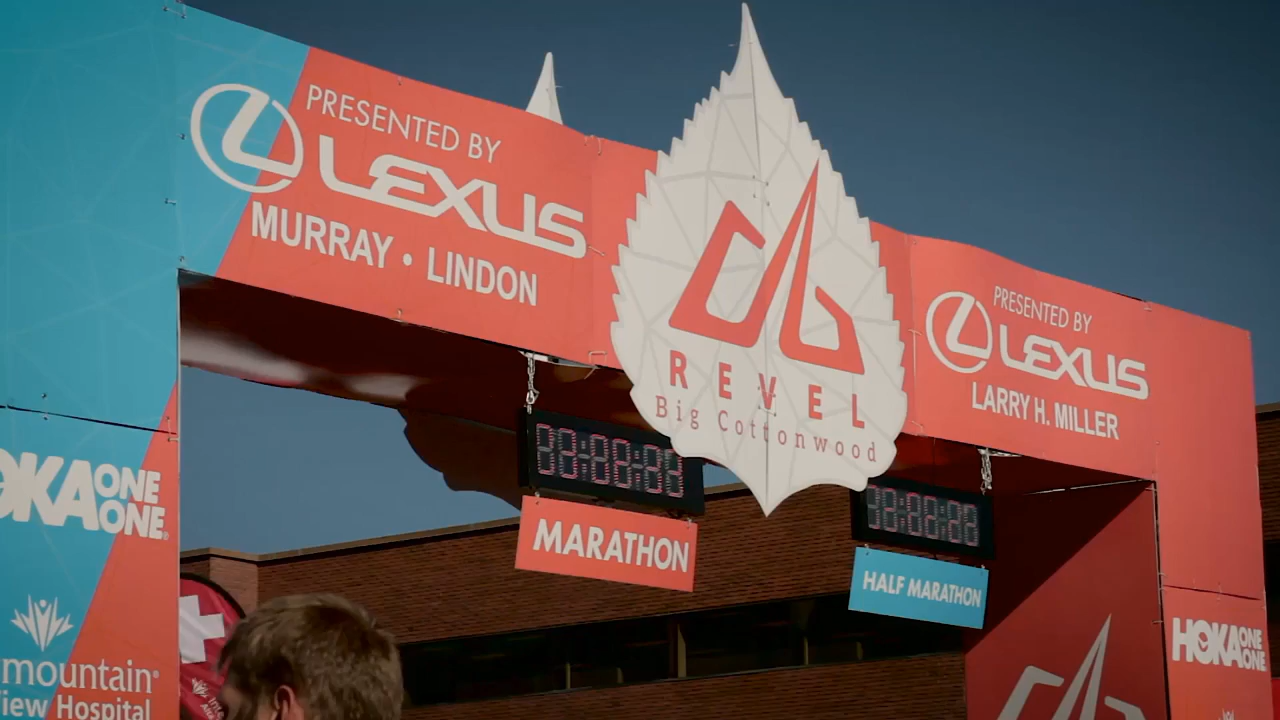 PRESENTED BY
LEXUS
MURRAY • LINDON
REVEL
Big Cottonwood
PRESENTED BY
LEXUS
LARRY H. MILLER
MARATHON
HALF MARATHON
HOKA ONE ONE
mountain
View Hospital
HOKA ONE ONE